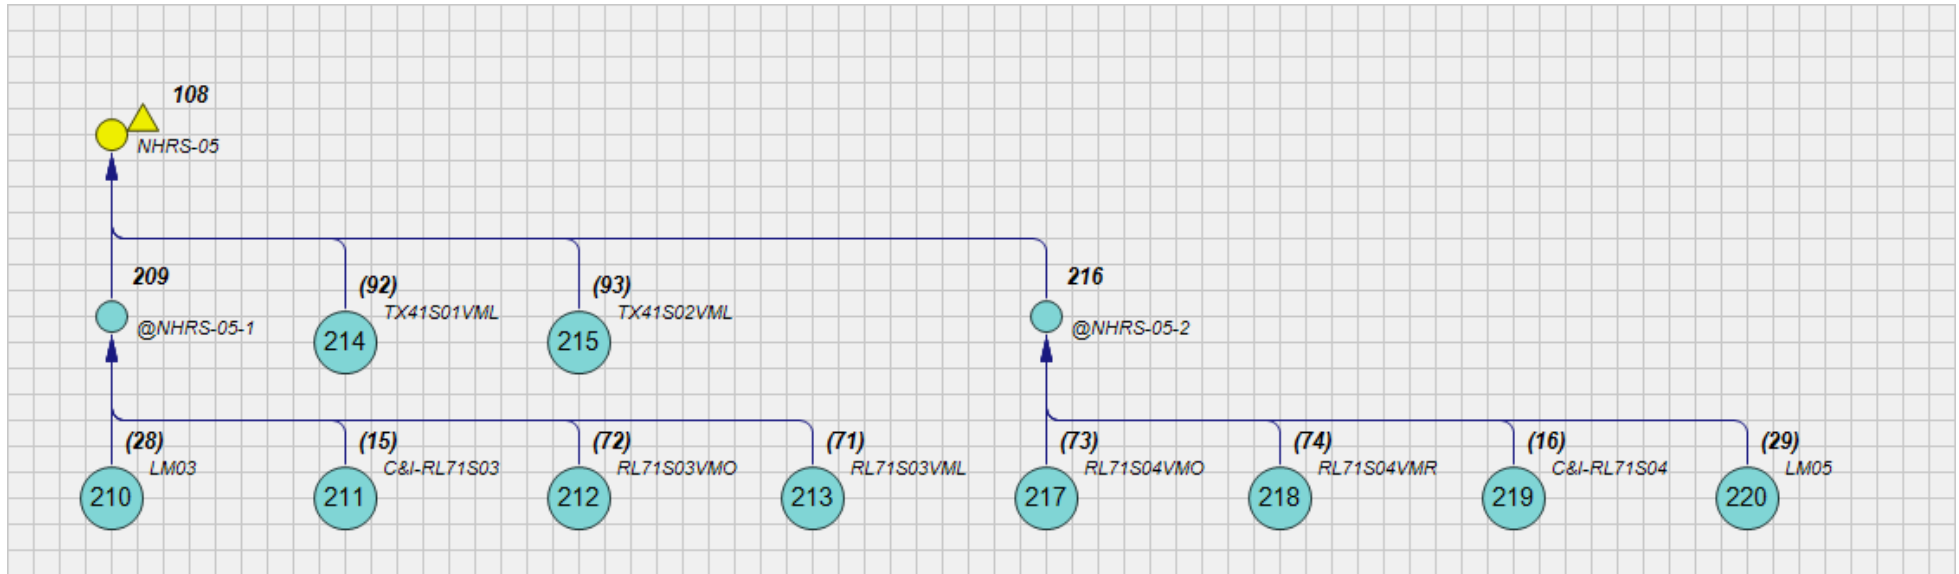 108
NHRS-05
209
@NHRS-05-1
(92)
TX41S01VML
214
(93)
TX41S02VML
215
216
@NHRS-05-2
(28)
LM03
210
(15)
C&I-RL71S03
211
(72)
RL71S03VMO
212
(71)
RL71S03VML
213
(73)
RL71S04VMO
217
(74)
RL71S04VMR
218
(16)
C&I-RL71S04
219
(29)
LM05
220